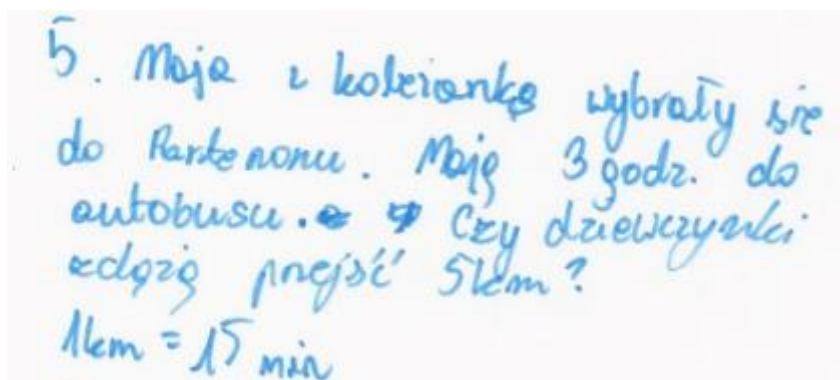 5. Maja z koleżanką wybrały się
do Partenonu. Mają 3 godz. do
autobusu. Czy dziewczynki
zdążą przejść 5km?
1km = 15 min